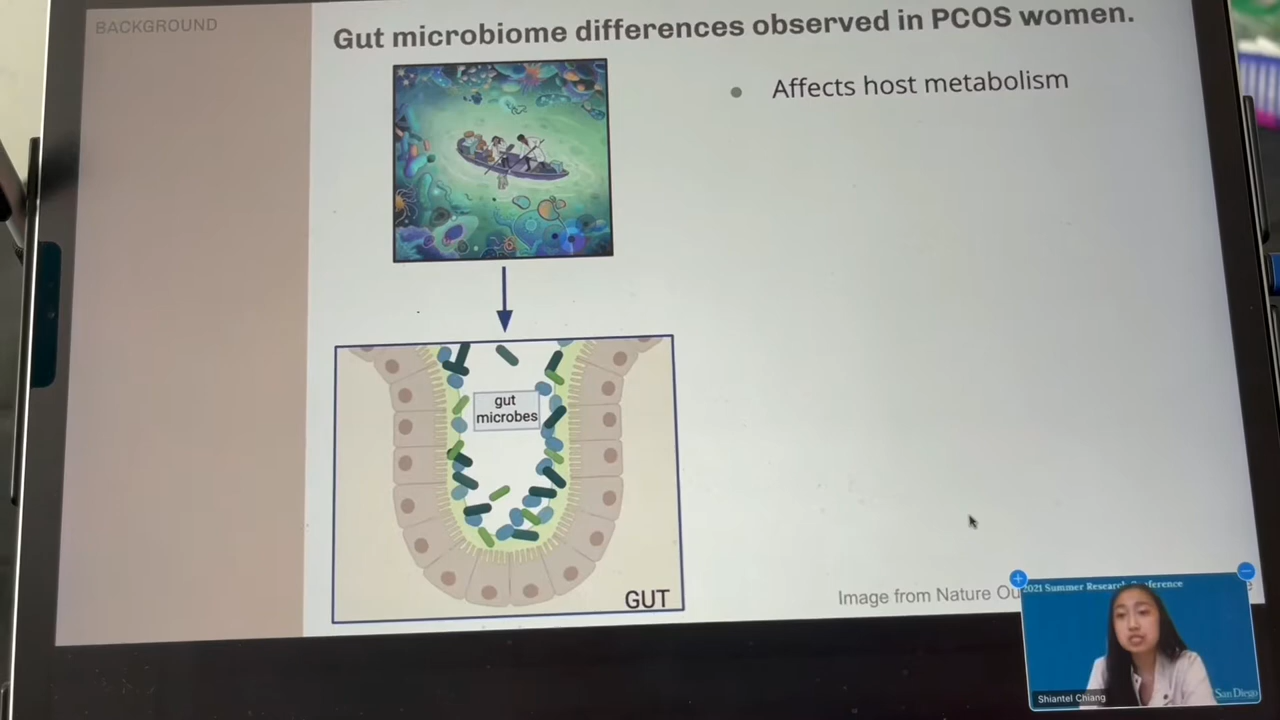 BACKGROUND
Gut microbiome differences observed in PCOS women.
Affects host metabolism
gut
microbes
GUT
Image from Nature
2021 Summer Research Conference
Shiantel Chiang
San Diego